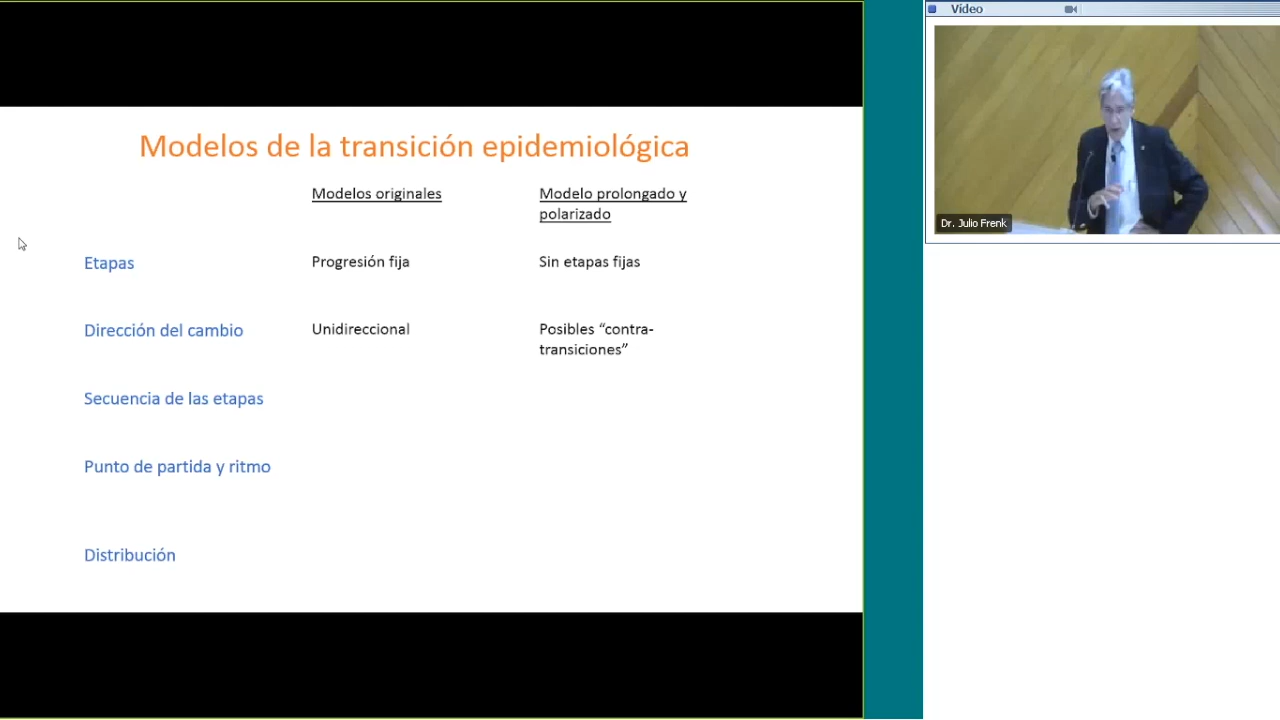 Modelos de la transición epidemiológica
Modelos originales
Modelo prolongado y
polarizado
Etapas
Progresión fija
Sin etapas fijas
Dirección del cambio
Unidireccional
Posibles “contra-
transiciones”
Secuencia de las etapas
Punto de partida y ritmo
Distribución
Vídeo
Dr. Julio Frenk